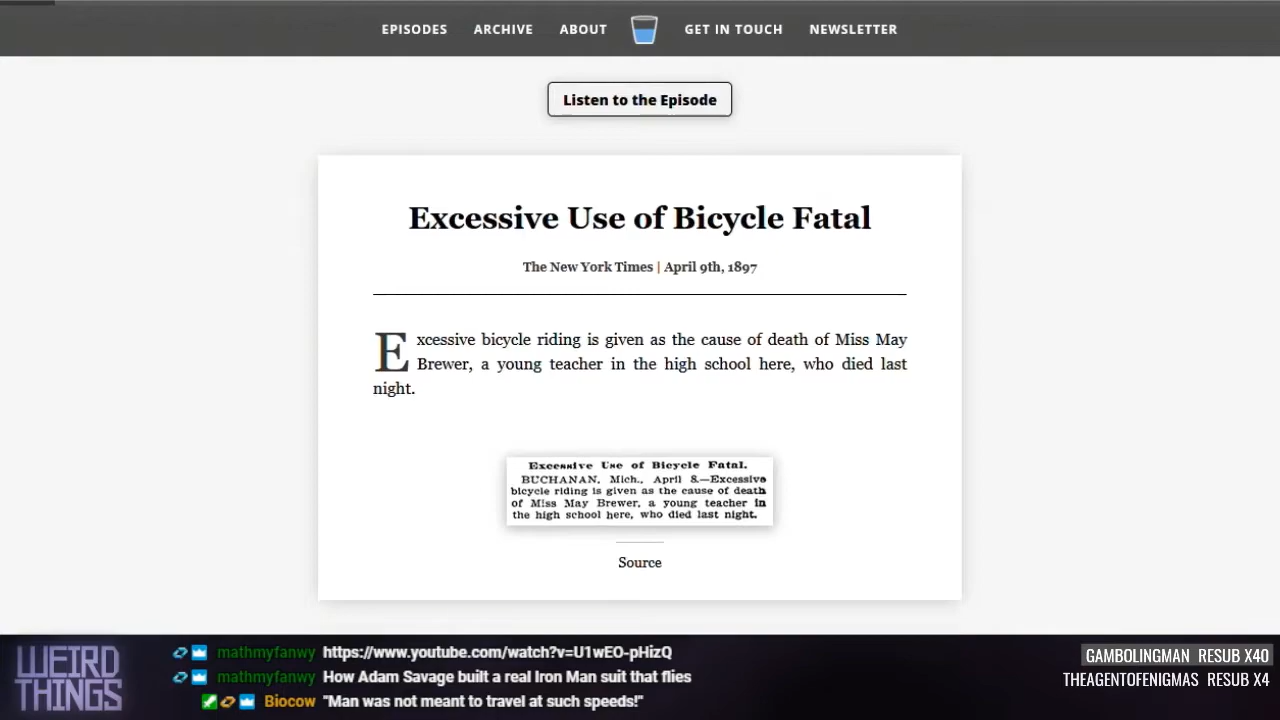 EPISODES ARCHIVE ABOUT GET IN TOUCH NEWSLETTER
Listen to the Episode
Excessive Use of Bicycle Fatal
The New York Times | April 9th, 1897
Excessive bicycle riding is given as the cause of death of Miss May
Brewer, a young teacher in the high school here, who died last
night.
Excessive Use of Bicycle Fatal.
BUCHANAN, Mich., April 8.—Excessive
bicycle riding is given as the cause of death
of Miss May Brewer, a young teacher in
the high school here, who died last night.
Source
WEIRD
THINGS
mathmyfanwy https://www.youtube.com/watch?v=U1wEO-pHizQ
mathmyfanwy How Adam Savage built a real Iron Man suit that flies
Biocow "Man was not meant to travel at such speeds!"
GAMBOLINGMAN RESUB X40
THEAGENTOFENIGMAS RESUB X4